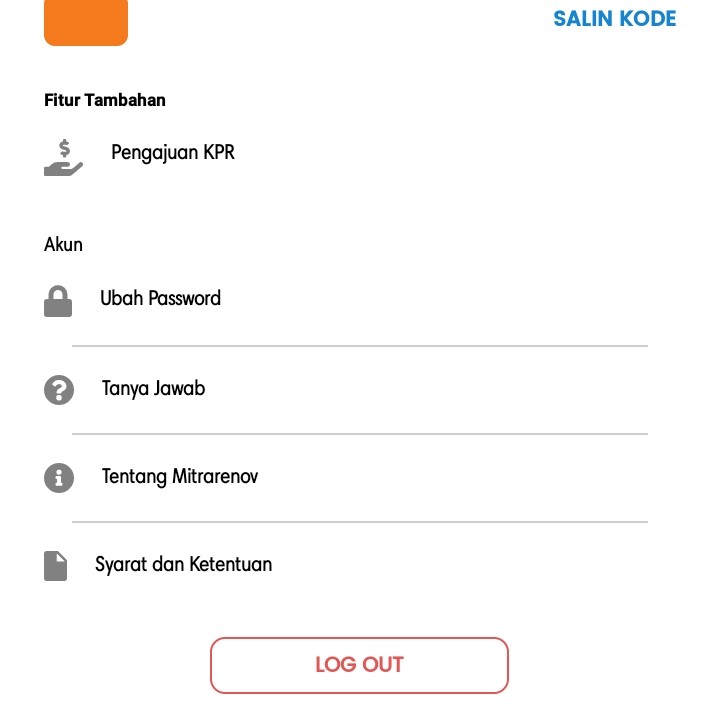 SALIN KODE
Fitur Tambahan
Pengajuan KPR
Akun
Ubah Password
Tanya Jawab
Tentang Mitrarenov
Syarat dan Ketentuan
LOG OUT